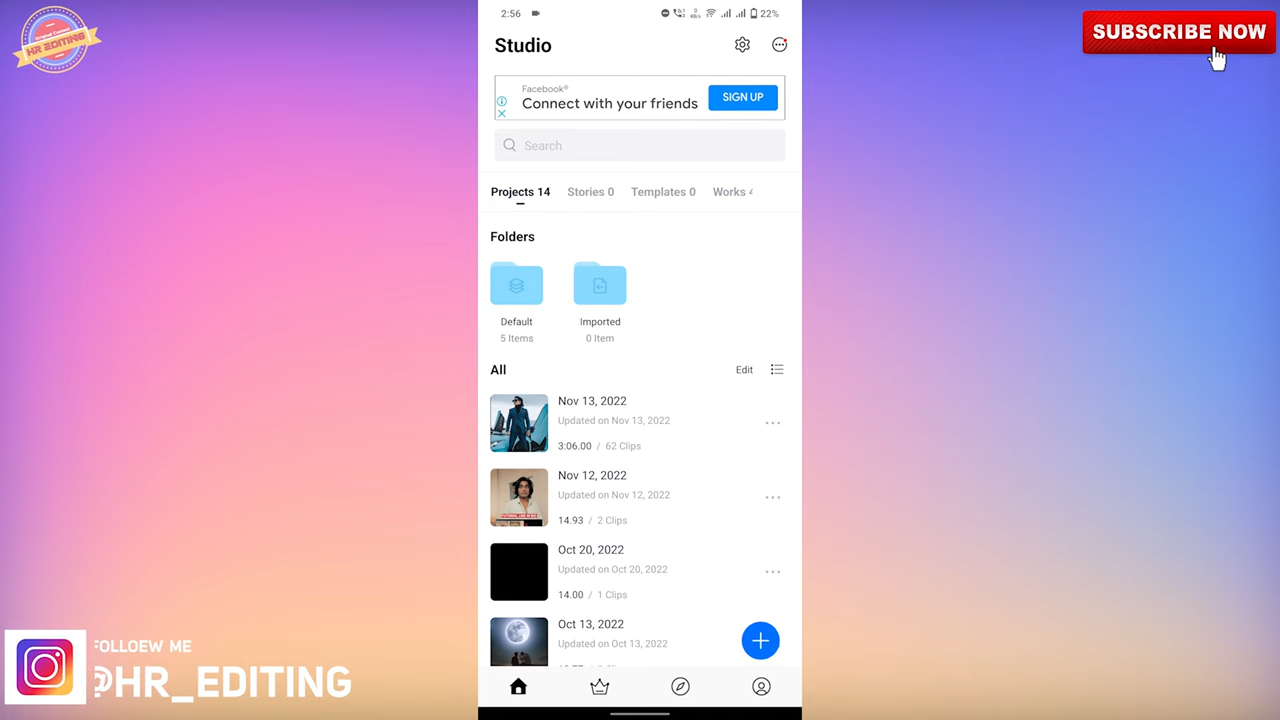 HR EDITING
SUBSCRIBE NOW
2:56
22%
Studio
Facebook®
Connect with your friends
SIGN UP
Search
Projects 14
Stories 0
Templates 0
Works
Folders
Default
5 Items
Imported
0 Item
All
Edit
Nov 13, 2022
Updated on Nov 13, 2022
3:06.00 / 62 Clips
Nov 12, 2022
Updated on Nov 12, 2022
14.93 / 2 Clips
Oct 20, 2022
Updated on Oct 20, 2022
14.00 / 1 Clips
Oct 13, 2022
Updated on Oct 13, 2022
FOLLOEW ME
@HR_EDITING